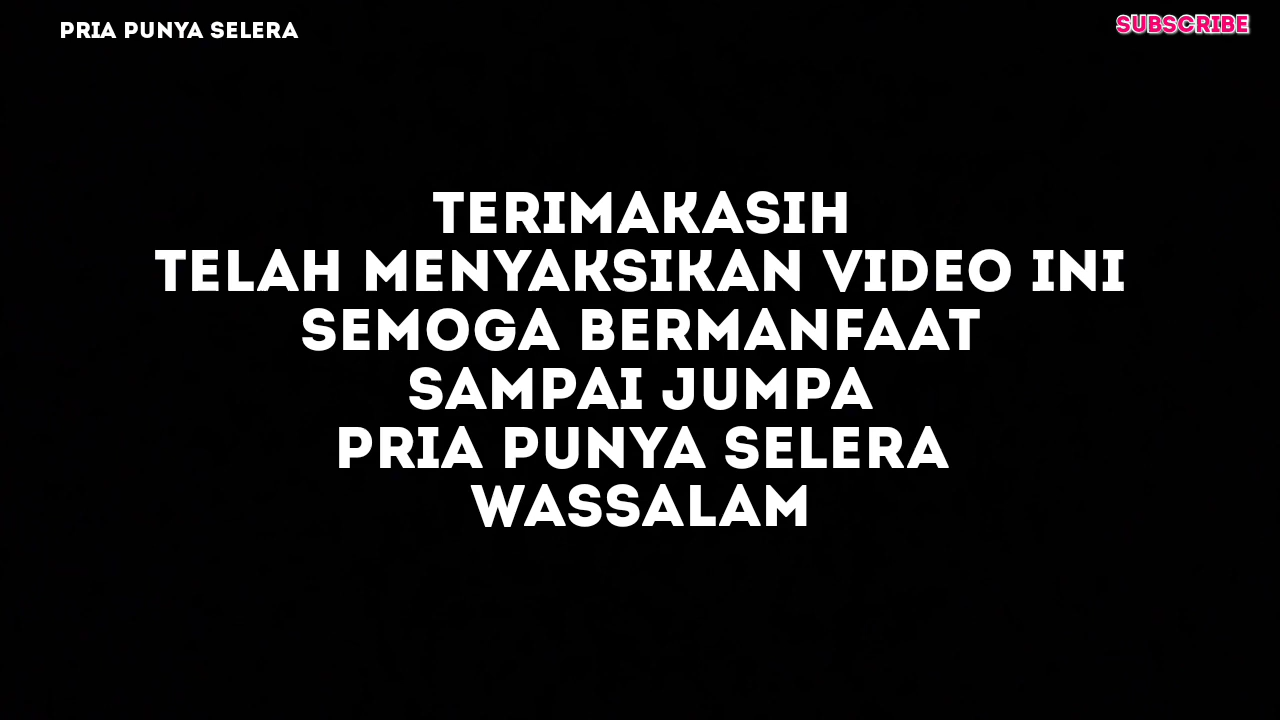 PRIA PUNYA SELERA
SUBSCRIBE
TERIMAKASIH
TELAH MENYAKSIKAN VIDEO INI
SEMOGA BERMANFAAT
SAMPAI JUMPA
PRIA PUNYA SELERA
WASSALAM